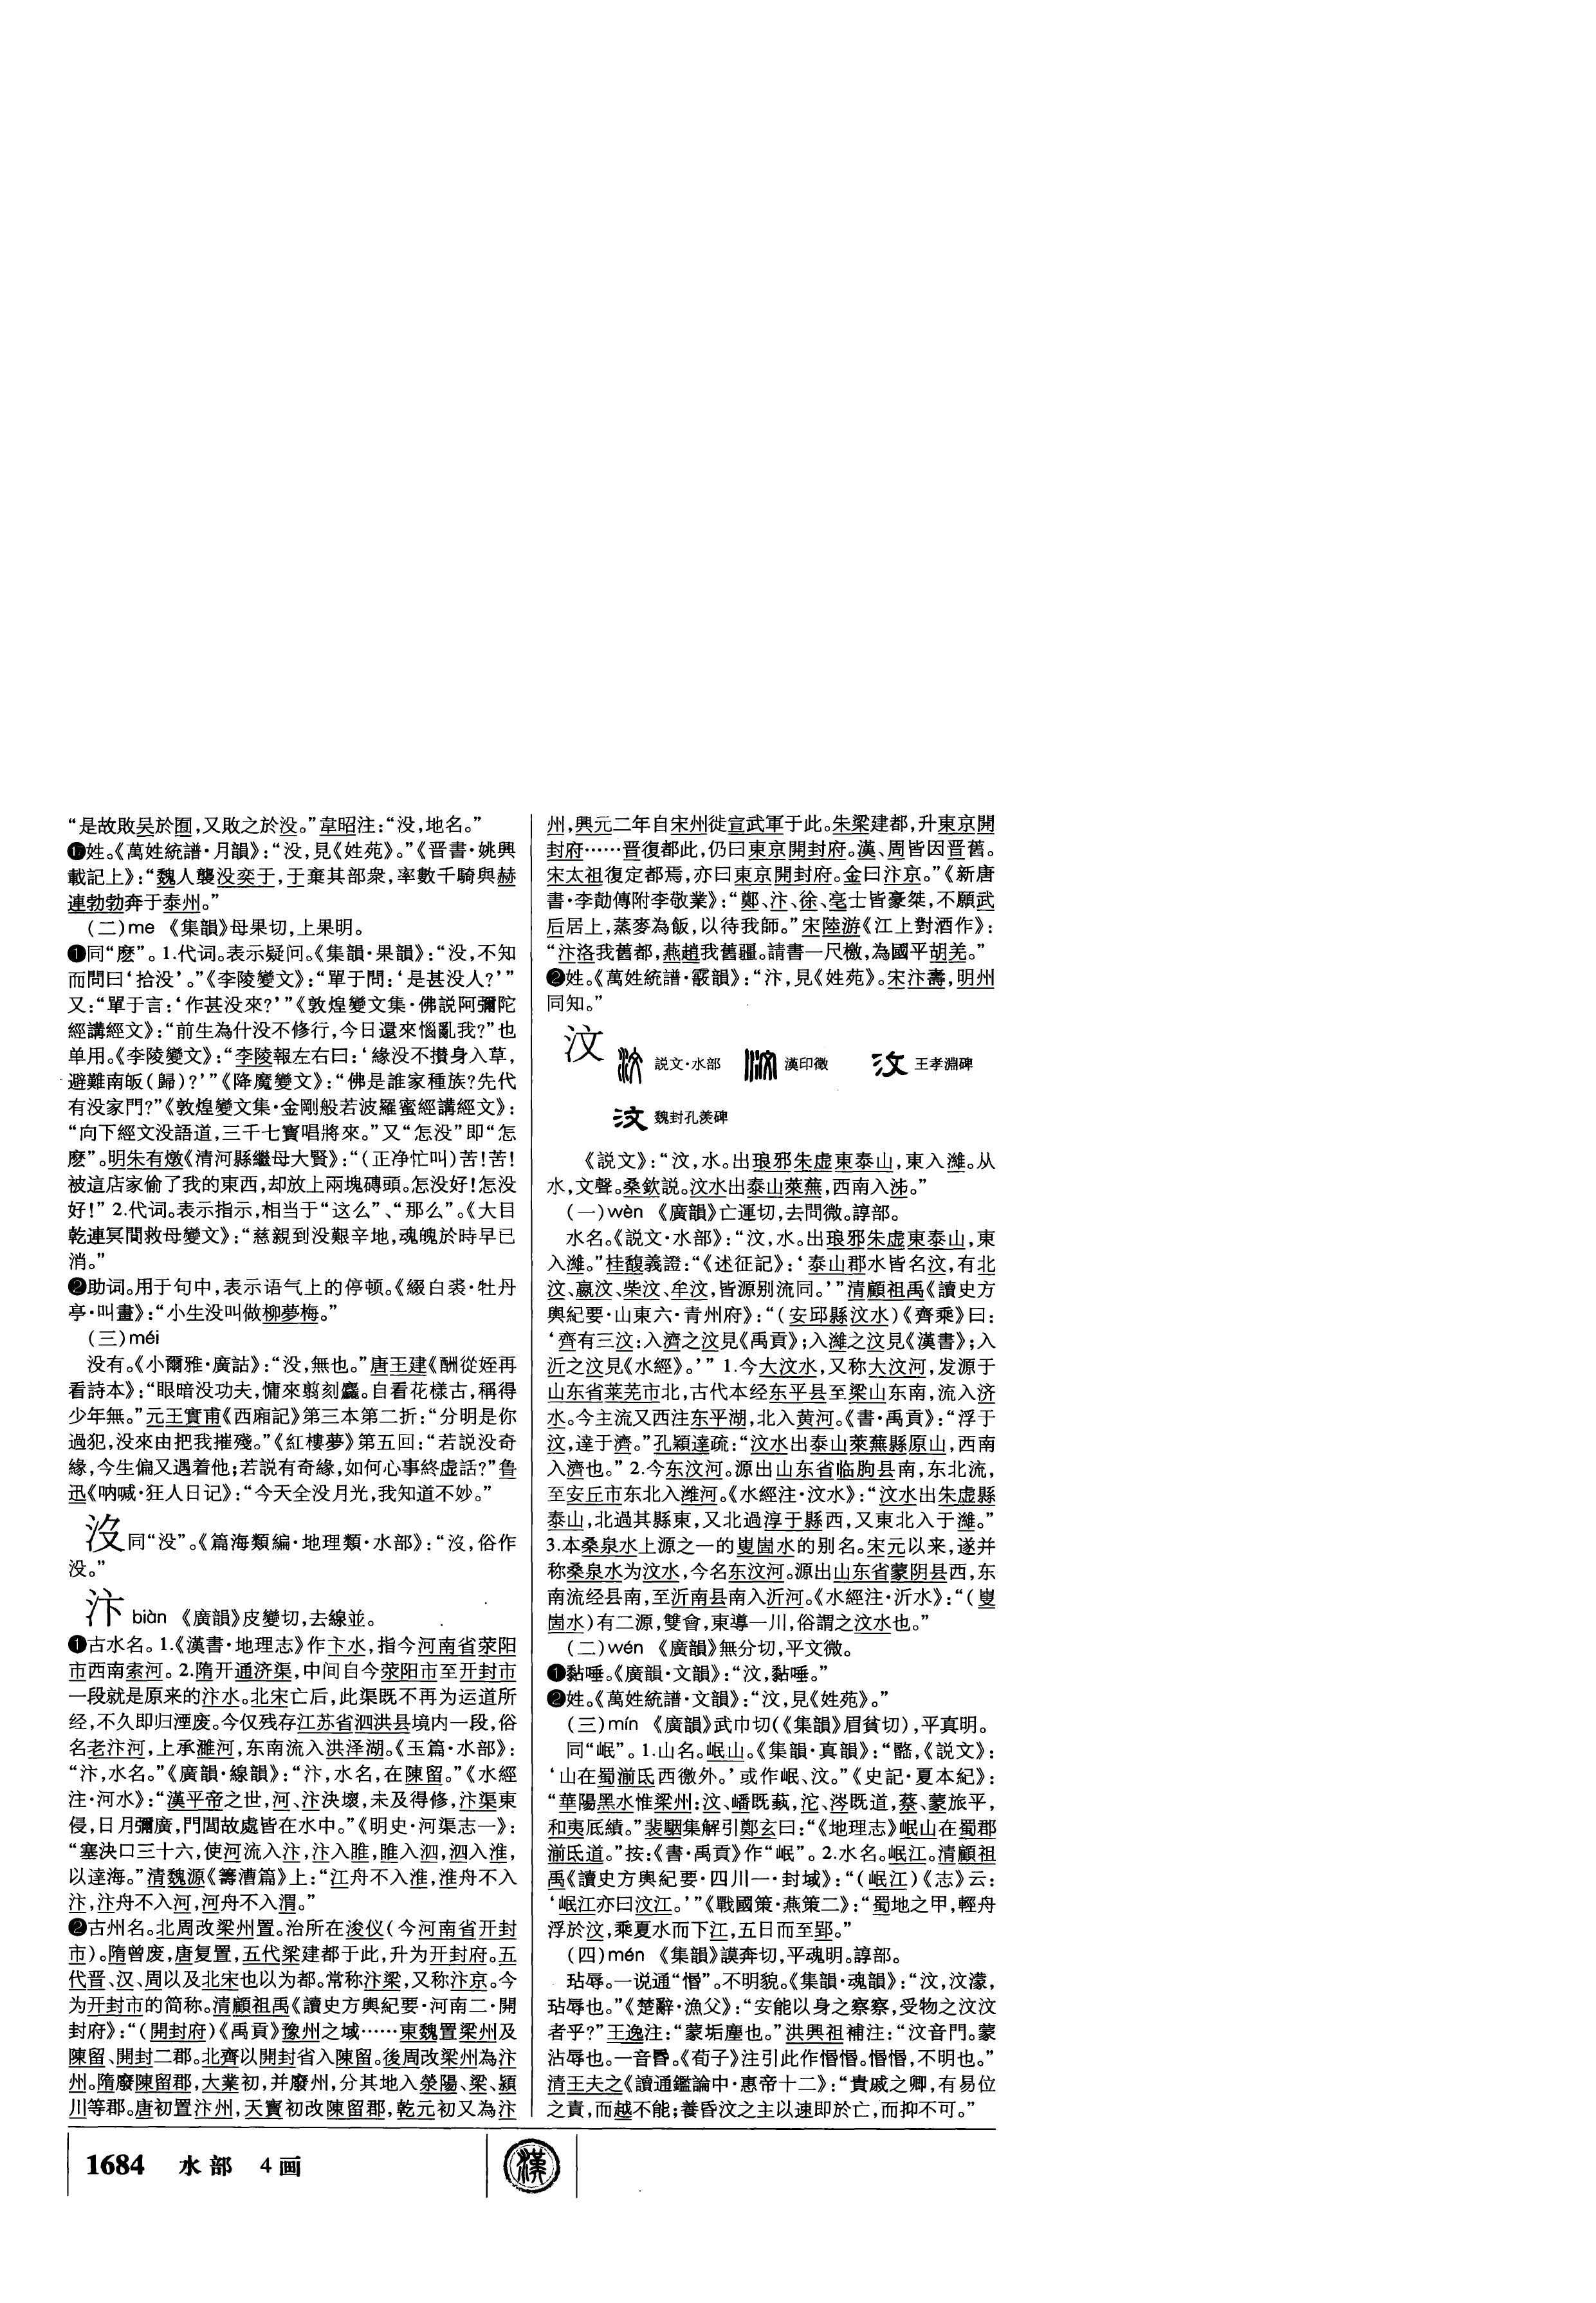 “是故敗吴於囿，又敗之於没。”韋昭注：“没，地名。”
⓱姓。《萬姓統譜·月韻》：“没，見《姓苑》。”《晋書·姚興
載記上》：“魏人襲没奕于，于棄其部衆，率數千騎與赫
連勃勃奔于泰州。”
（二）me 《集韻》母果切，上果明。
❶同“麽”。1.代词。表示疑问。《集韻·果韻》：“没，不知
而問曰‘拾没’。”《李陵變文》：“單于問：‘是甚没人？’”
又：“單于言：‘作甚没來？’”《敦煌變文集·佛説阿彌陀
經講經文》：“前生為什没不修行，今日還來惱亂我？”也
单用。《李陵變文》：“李陵報左右曰：‘緣没不攢身入草，
避難南皈（歸）？’”《降魔變文》：“佛是誰家種族？先代
有没家門？”《敦煌變文集·金剛般若波羅蜜經講經文》：
“向下經文没語道，三千七寶唱將來。”又“怎没”即“怎
麽”。明朱有燉《清河縣繼母大賢》：“（正净忙叫）苦！苦！
被這店家偷了我的東西，却放上兩塊磚頭。怎没好！怎没
好！” 2.代词。表示指示，相当于“这么”、“那么”。《大目
乾連冥間救母變文》：“慈親到没艱辛地，魂魄於時早已
消。”
❷助词。用于句中，表示语气上的停顿。《綴白裘·牡丹
亭·叫畫》：“小生没叫做柳夢梅。”
（三）méi
没有。《小爾雅·廣詁》：“没，無也。”唐王建《酬從姪再
看詩本》：“眼暗没功夫，慵來翦刻麤。自看花樣古，稱得
少年無。”元王實甫《西廂記》第三本第二折：“分明是你
過犯，没來由把我摧殘。”《紅樓夢》第五回：“若説没奇
緣，今生偏又遇着他；若説有奇緣，如何心事終虚話？”鲁
迅《呐喊·狂人日记》：“今天全没月光，我知道不妙。”
沒 同“没”。《篇海類編·地理類·水部》：“沒，俗作
没。”
汴 biàn 《廣韻》皮變切，去線並。
❶古水名。1.《漢書·地理志》作卞水，指今河南省荥阳
市西南索河。2.隋开通济渠，中间自今荥阳市至开封市
一段就是原来的汴水。北宋亡后，此渠既不再为运道所
经，不久即归湮废。今仅残存江苏省泗洪县境内一段，俗
名老汴河，上承濉河，东南流入洪泽湖。《玉篇·水部》：
“汴，水名。”《廣韻·線韻》：“汴，水名，在陳留。”《水經
注·河水》：“漢平帝之世，河、汴決壞，未及得修，汴渠東
侵，日月彌廣，門閭故處皆在水中。”《明史·河渠志一》：
“塞決口三十六，使河流入汴，汴入睢，睢入泗，泗入淮，
以達海。”清魏源《籌漕篇》上：“江舟不入淮，淮舟不入
汴，汴舟不入河，河舟不入渭。”
❷古州名。北周改梁州置。治所在浚仪（今河南省开封
市）。隋曾废，唐复置，五代梁建都于此，升为开封府。五
代晋、汉、周以及北宋也以为都。常称汴梁，又称汴京。今
为开封市的简称。清顧祖禹《讀史方輿紀要·河南二·開
封府》：“（開封府）《禹貢》豫州之域……東魏置梁州及
陳留、開封二郡。北齊以開封省入陳留。後周改梁州為汴
州。隋廢陳留郡，大業初，并廢州，分其地入滎陽、梁、潁
川等郡。唐初置汴州，天寶初改陳留郡，乾元初又為汴
州，興元二年自宋州徙宣武軍于此。朱梁建都，升東京開
封府……晋復都此，仍曰東京開封府。漢、周皆因晋舊。
宋太祖復定都焉，亦曰東京開封府。金曰汴京。”《新唐
書·李勣傳附李敬業》：“鄭、汴、徐、亳士皆豪桀，不願武
后居上，蒸麥為飯，以待我師。”宋陸游《江上對酒作》：
“汴洛我舊都，燕趙我舊疆。請書一尺檄，為國平胡羌。”
❷姓。《萬姓統譜·霰韻》：“汴，見《姓苑》。宋汴壽，明州
同知。”
汶 説文·水部 漢印徵 王孝淵碑
魏封孔羨碑
《説文》：“汶，水。出琅邪朱虚東泰山，東入濰。从
水，文聲。桑欽説。汶水出泰山萊蕪，西南入泲。”
（一）wèn 《廣韻》亡運切，去問微。諄部。
水名。《説文·水部》：“汶，水。出琅邪朱虚東泰山，東
入濰。”桂馥義證：“《述征記》：‘泰山郡水皆名汶，有北
汶、嬴汶、柴汶、牟汶，皆源别流同。’”清顧祖禹《讀史方
輿紀要·山東六·青州府》：“（安邱縣汶水）《齊乘》曰：
‘齊有三汶：入濟之汶見《禹貢》；入濰之汶見《漢書》；入
沂之汶見《水經》。’” 1.今大汶水，又称大汶河，发源于
山东省莱芜市北，古代本经东平县至梁山东南，流入济
水。今主流又西注东平湖，北入黄河。《書·禹貢》：“浮于
汶，達于濟。”孔穎達疏：“汶水出泰山萊蕪縣原山，西南
入濟也。” 2.今东汶河。源出山东省临朐县南，东北流，
至安丘市东北入潍河。《水經注·汶水》：“汶水出朱虚縣
泰山，北過其縣東，又北過淳于縣西，又東北入于濰。”
3.本桑泉水上源之一的叟崮水的别名。宋元以来，遂并
称桑泉水为汶水，今名东汶河。源出山东省蒙阴县西，东
南流经县南，至沂南县南入沂河。《水經注·沂水》：“（叟
崮水）有二源，雙會，東導一川，俗謂之汶水也。”
（二）wén 《廣韻》無分切，平文微。
❶黏唾。《廣韻·文韻》：“汶，黏唾。”
❷姓。《萬姓統譜·文韻》：“汶，見《姓苑》。”
（三）mín 《廣韻》武巾切（《集韻》眉貧切），平真明。
同“岷”。1.山名。岷山。《集韻·真韻》：“㟭，《説文》：
‘山在蜀湔氐西徼外。’或作岷、汶。”《史記·夏本紀》：
“華陽黑水惟梁州：汶、嶓既蓺，沱、涔既道，蔡、蒙旅平，
和夷厎績。”裴駰集解引鄭玄曰：“《地理志》岷山在蜀郡
湔氐道。”按：《書·禹貢》作“岷”。2.水名。岷江。清顧祖
禹《讀史方輿紀要·四川一·封域》：“（岷江）《志》云：
‘岷江亦曰汶江。’”《戰國策·燕策二》：“蜀地之甲，輕舟
浮於汶，乘夏水而下江，五日而至郢。”
（四）mén 《集韻》謨奔切，平魂明。諄部。
玷辱。一说通“惛”。不明貌。《集韻·魂韻》：“汶，汶濛，
玷辱也。”《楚辭·漁父》：“安能以身之察察，受物之汶汶
者乎？”王逸注：“蒙垢塵也。”洪興祖補注：“汶音門。蒙
沾辱也。一音昬。《荀子》注引此作惛惛。惛惛，不明也。”
清王夫之《讀通鑑論中·惠帝十二》：“貴戚之卿，有易位
之責，而越不能；養昏汶之主以速即於亡，而抑不可。”
1684 水部 4画
漢